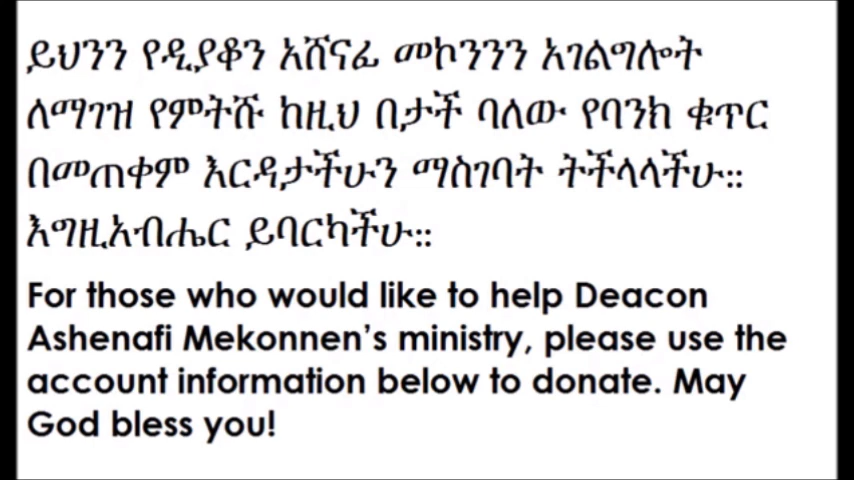 ይህንን የዲያቆን አሸናፊ መኮንንን አገልግሎት
ለማገዝ የምትሹ ከዚህ በታች ባለው የባንክ ቁጥር
በመጠቀም እርዳታችሁን ማስገባት ትችላላችሁ።
እግዚአብሔር ይባርካችሁ።
For those who would like to help Deacon
Ashenafi Mekonnen's ministry, please use the
account information below to donate. May
God bless you!